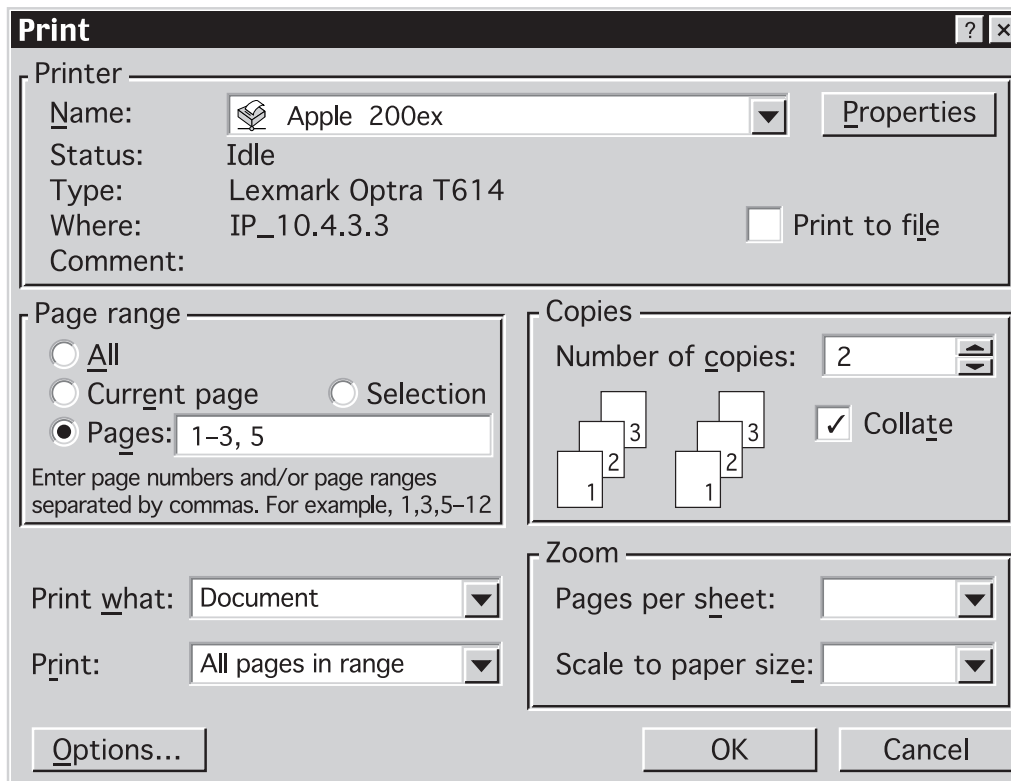 Print ? ×
Printer
Name: Apple 200ex Properties
Status: Idle
Type: Lexmark Optra T614
Where: IP_10.4.3.3 Print to file
Comment:
Page range
All
Current page Selection
Pages: 1–3, 5
Enter page numbers and/or page ranges
separated by commas. For example, 1,3,5–12
Copies
Number of copies: 2
3 3
2 2
1 1
✓ Collate
Print what: Document
Print: All pages in range
Zoom
Pages per sheet:
Scale to paper size:
Options... OK Cancel